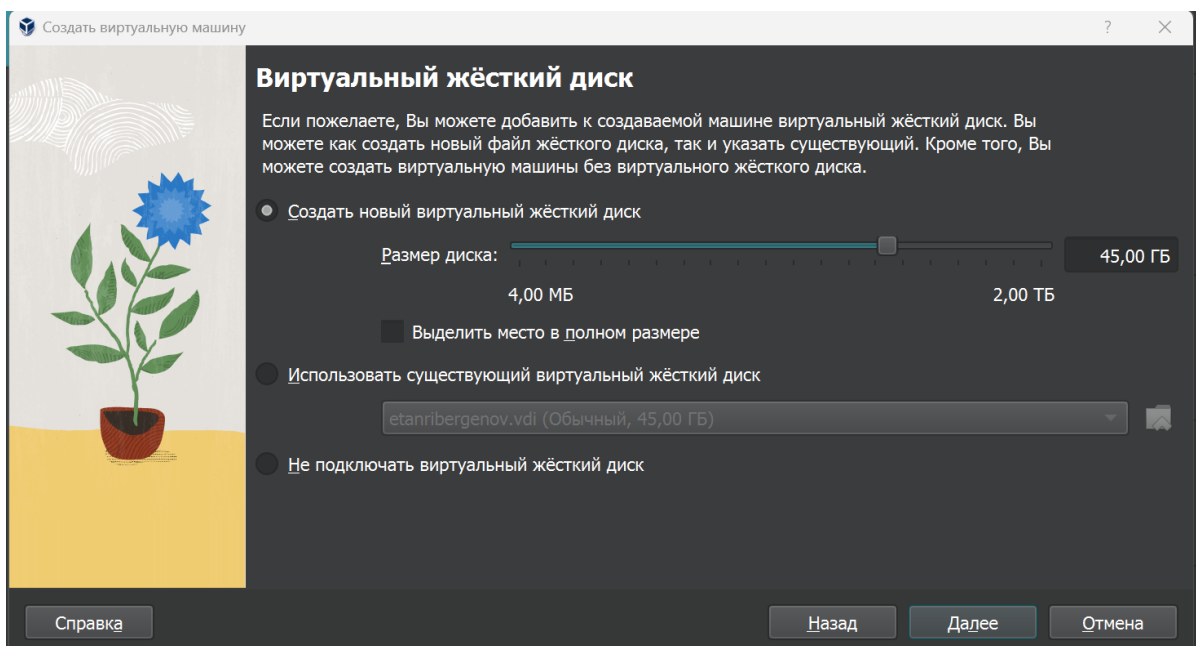 Создать виртуальную машину
?
Виртуальный жёсткий диск
Если пожелаете, Вы можете добавить к создаваемой машине виртуальный жёсткий диск. Вы
можете как создать новый файл жёсткого диска, так и указать существующий. Кроме того, Вы
можете создать виртуальную машины без виртуального жёсткого диска.
Создать новый виртуальный жёсткий диск
Размер диска: 45,00 ГБ
4,00 МБ 2,00 ТБ
Выделить место в полном размере
Использовать существующий виртуальный жёсткий диск
etanribergenov.vdi (Обычный, 45,00 ГБ)
Не подключать виртуальный жёсткий диск
Справка Назад Далее Отмена